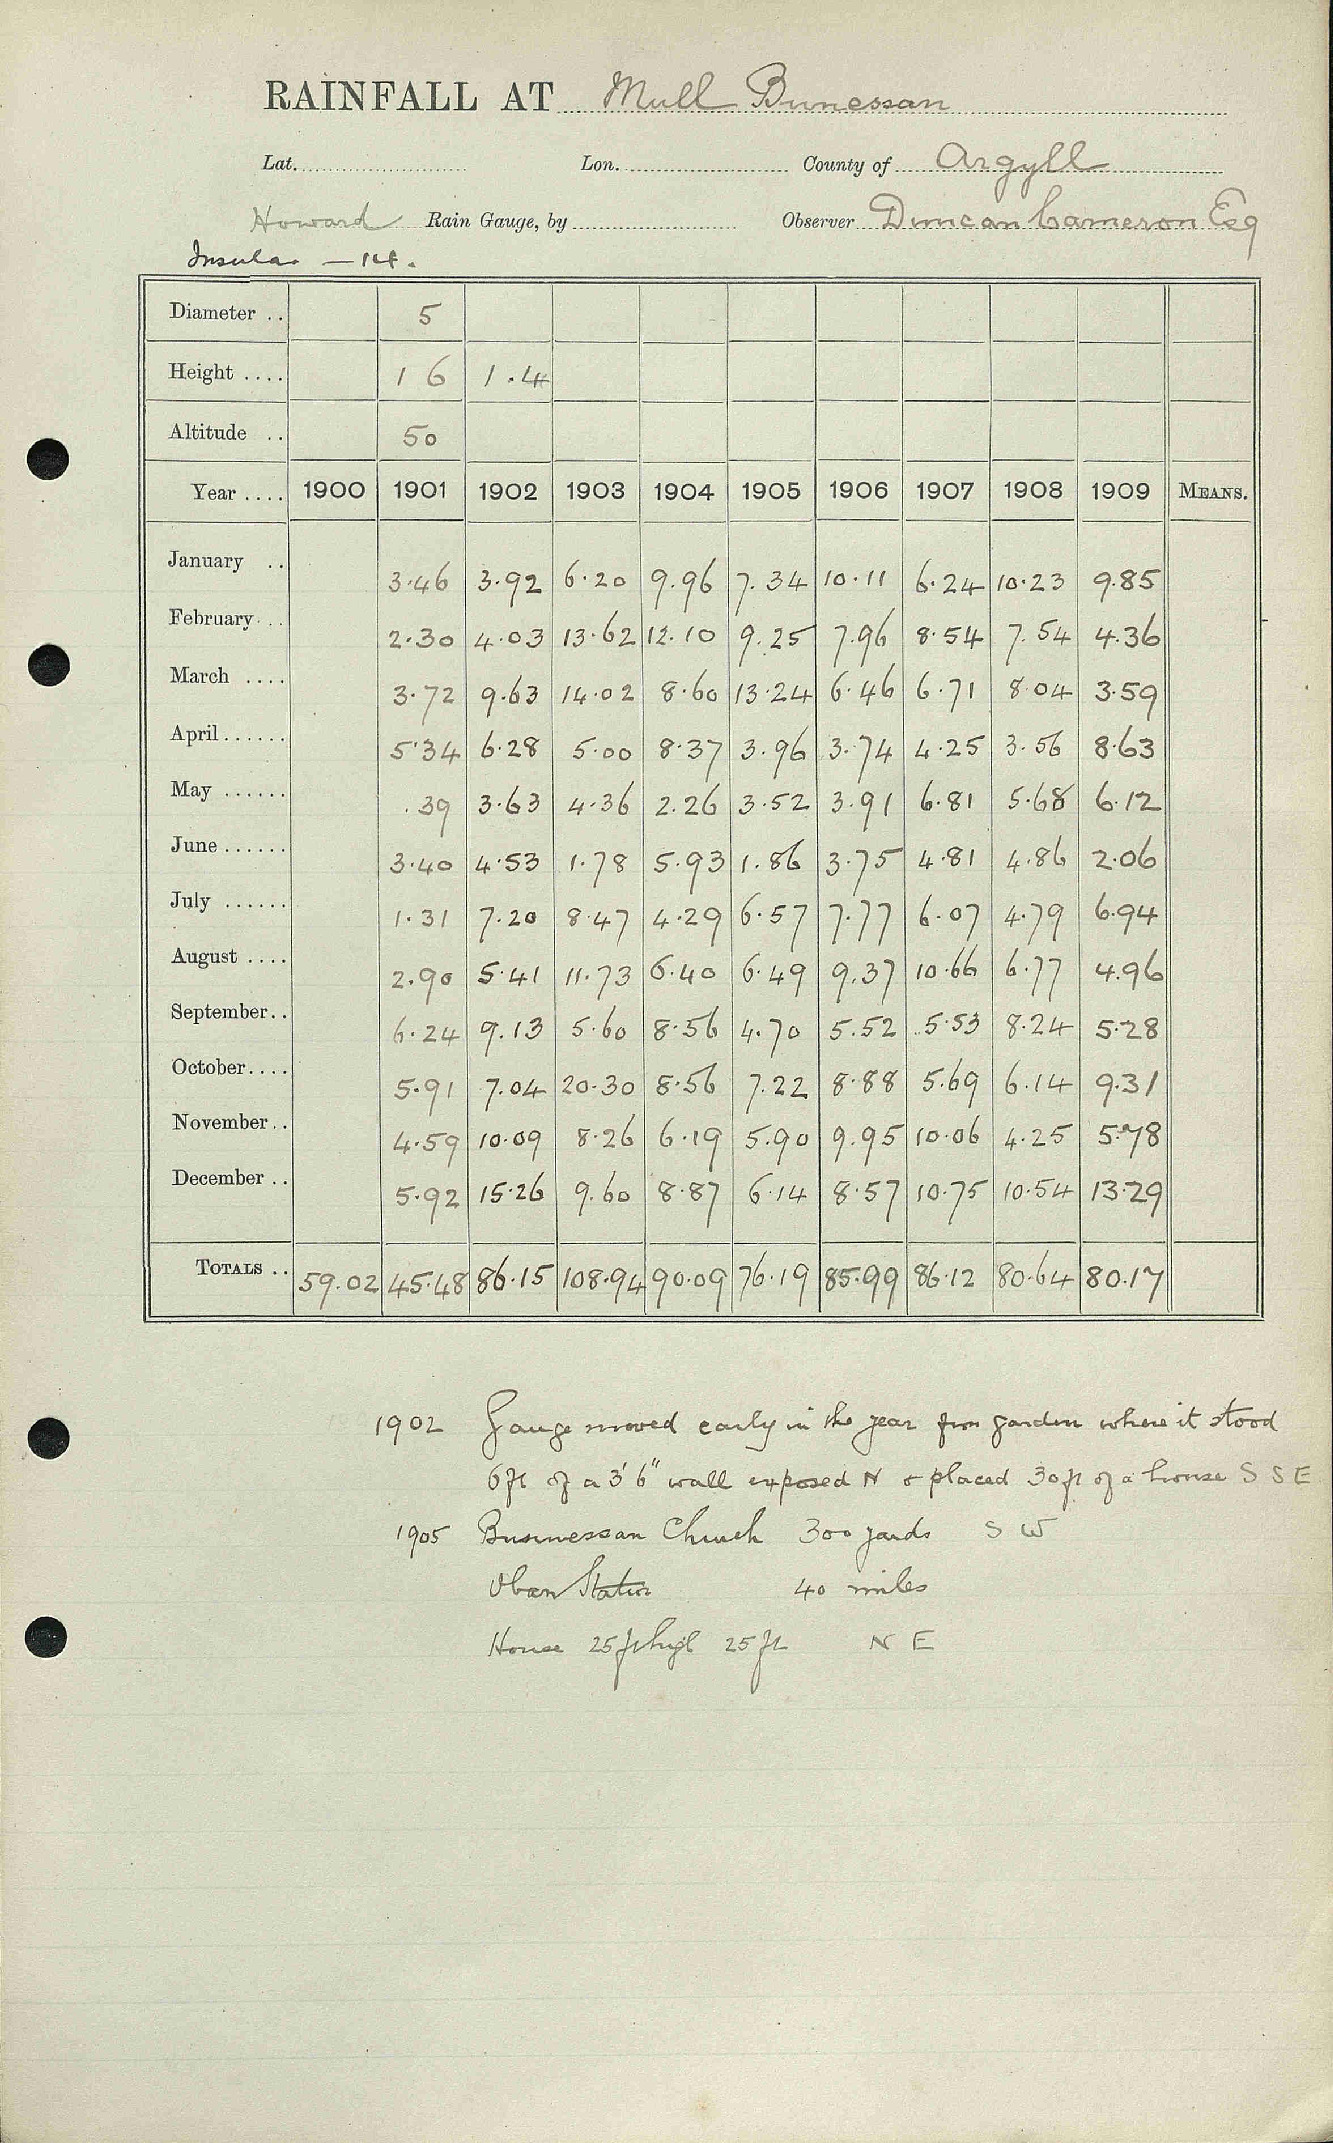 RAINFALL AT Mull Bunessan
Lat. Lon. County of Argyll
Howard Rain Gauge, by Observer Duncan Cameron Esq
Insular - 14.
Diameter .. 5
Height .... 1 6 1.4
Altitude .. 50
Year .... 1900 1901 1902 1903 1904 1905 1906 1907 1908 1909 MEANS.
January .. 3.46 3.92 6.20 9.96 7.34 10.11 6.24 10.23 9.85
February .. 2.30 4.03 13.62 12.10 9.25 7.96 8.54 7.54 4.36
March .... 3.72 9.63 14.02 8.60 13.24 6.46 6.71 8.04 3.59
April ...... 5.34 6.28 5.00 8.37 3.96 3.74 4.25 3.56 8.63
May ...... .39 3.63 4.36 2.26 3.52 3.91 6.81 5.68 6.12
June ...... 3.40 4.53 1.78 5.93 1.86 3.75 4.81 4.86 2.06
July ...... 1.31 7.20 8.47 4.29 6.57 7.77 6.07 4.79 6.94
August .... 2.90 5.41 11.73 6.40 6.49 9.37 10.66 6.77 4.96
September .. 6.24 9.13 5.60 8.56 4.70 5.52 5.53 8.24 5.28
October .... 5.91 7.04 20.30 8.56 7.22 8.88 5.69 6.14 9.31
November .. 4.59 10.09 8.26 6.19 5.90 9.95 10.06 4.25 5.78
December .. 5.92 15.26 9.60 8.87 6.14 8.57 10.75 10.54 13.29
TOTALS .. 59.02 45.48 86.15 108.94 90.09 76.19 85.99 86.12 80.64 80.17
1902 Gauge moved early in the year from garden where it stood
6ft of a 3' 6" wall exposed N & placed 30ft of a house S S E
1905 Bunnessan Church 300 yards S W
Oban Station 40 miles
House 25ft high 25 ft N E